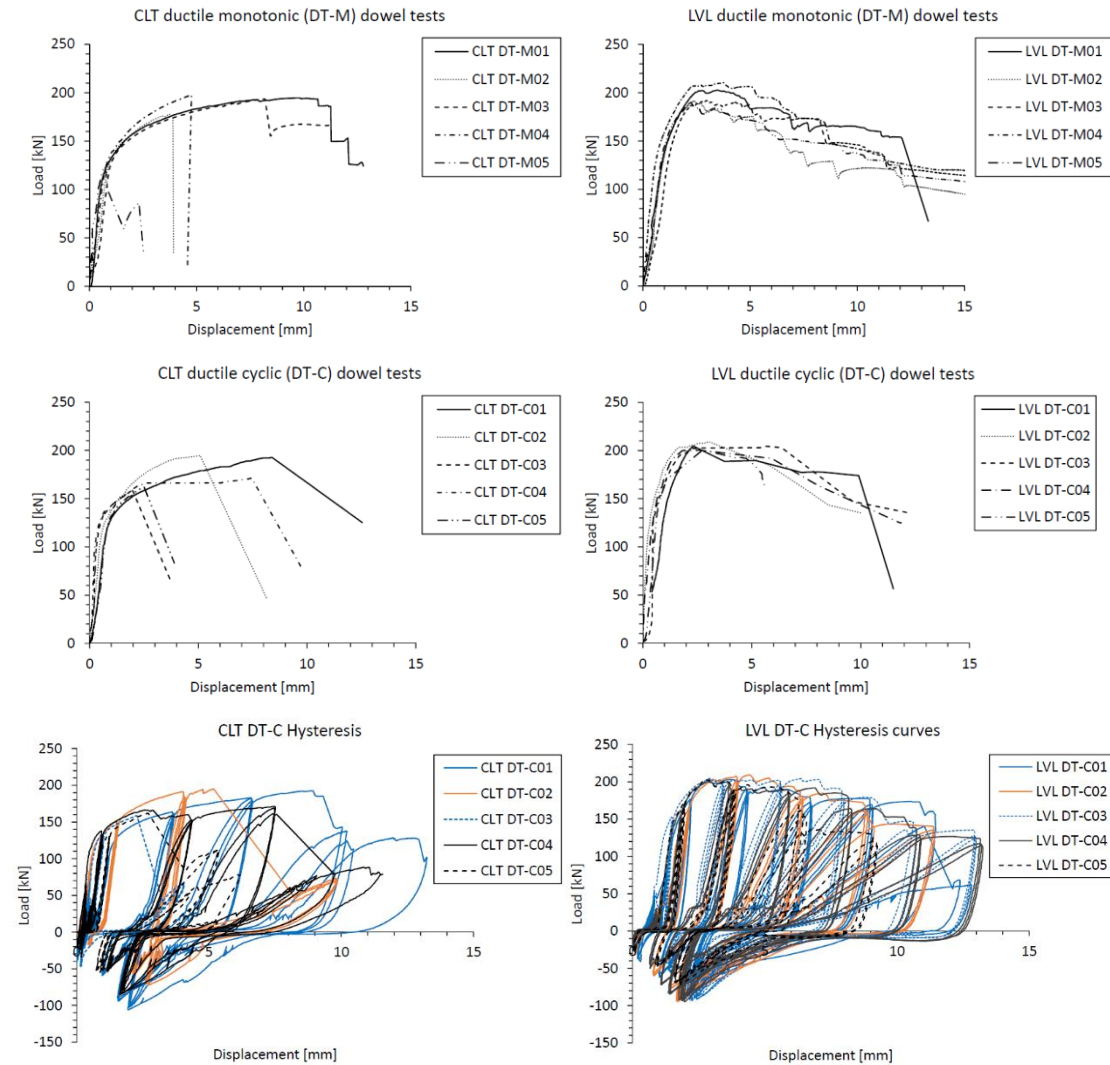 CLT ductile monotonic (DT-M) dowel tests
250
200
150
100
50
0
Load [kN]
0 5 10 15
Displacement [mm]
CLT DT-M01
CLT DT-M02
CLT DT-M03
CLT DT-M04
CLT DT-M05
LVL ductile monotonic (DT-M) dowel tests
250
200
150
100
50
0
Load [kN]
0 5 10 15
Displacement [mm]
LVL DT-M01
LVL DT-M02
LVL DT-M03
LVL DT-M04
LVL DT-M05
CLT ductile cyclic (DT-C) dowel tests
250
200
150
100
50
0
Load [kN]
0 5 10 15
Displacement [mm]
CLT DT-C01
CLT DT-C02
CLT DT-C03
CLT DT-C04
CLT DT-C05
LVL ductile cyclic (DT-C) dowel tests
250
200
150
100
50
0
Load [kN]
0 5 10 15
Displacement [mm]
LVL DT-C01
LVL DT-C02
LVL DT-C03
LVL DT-C04
LVL DT-C05
CLT DT-C Hysteresis
250
200
150
100
50
0
-50
-100
-150
Load [kN]
5 10 15
Displacement [mm]
CLT DT-C01
CLT DT-C02
CLT DT-C03
CLT DT-C04
CLT DT-C05
LVL DT-C Hysteresis curves
250
200
150
100
50
0
-50
-100
-150
Load [kN]
5 10 15
Displacement [mm]
LVL DT-C01
LVL DT-C02
LVL DT-C03
LVL DT-C04
LVL DT-C05